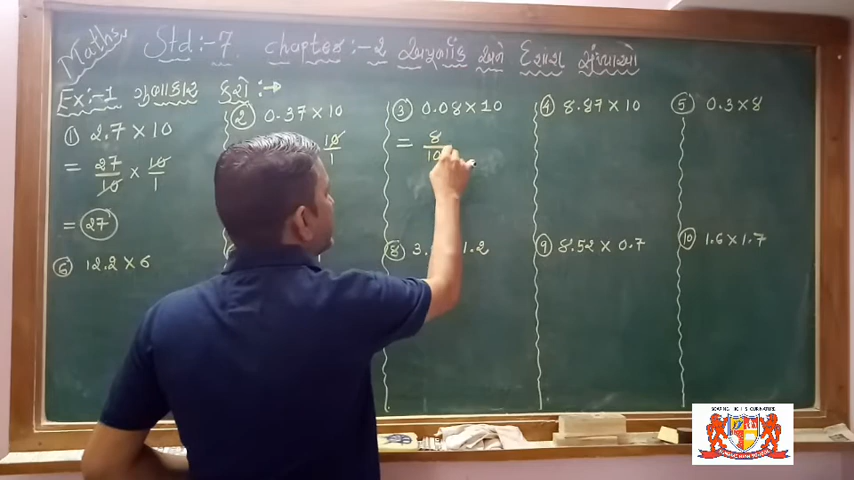 Maths
Std:-7. chapter:-2 અપૂર્ણાંક અને દશાંશ સંખ્યાઓ
Ex:-1 ગુણાકાર કરો :→
① 2.7 × 10
= 27/10 × 10/1
= 27
② 0.37 × 10
10/1
③ 0.08 × 10
= 8/10
④ 8.87 × 10
⑤ 0.3 × 8
⑥ 12.2 × 6
⑧ 3. 1.2
⑨ 8.52 × 0.7
⑩ 1.6 × 1.7